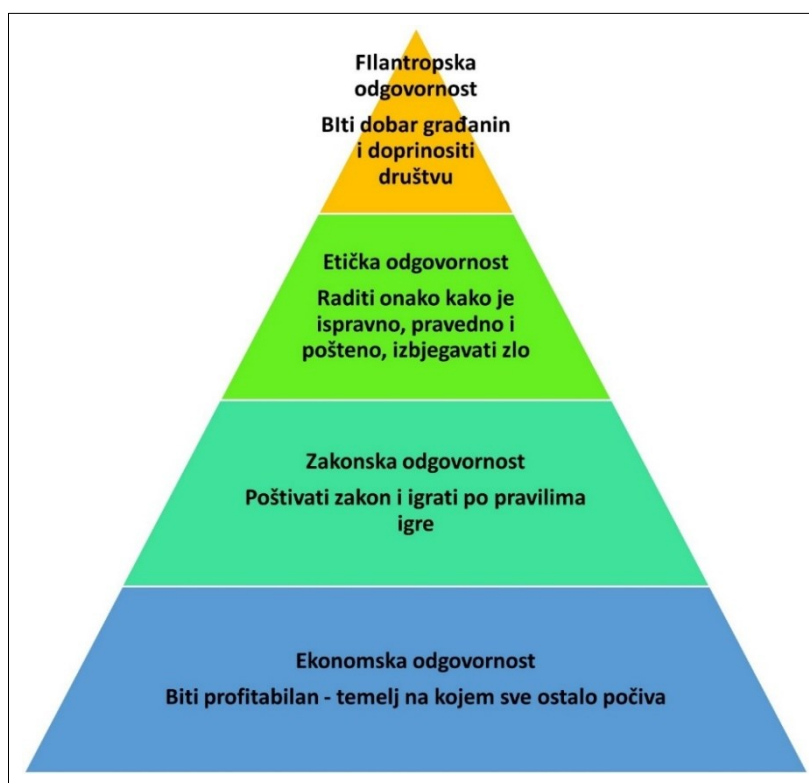 FIlantropska
odgovornost
BIti dobar građanin
i doprinositi
društvu
Etička odgovornost
Raditi onako kako je
ispravno, pravedno i
pošteno, izbjegavati zlo
Zakonska odgovornost
Poštivati zakon i igrati po pravilima
igre
Ekonomska odgovornost
Biti profitabilan - temelj na kojem sve ostalo počiva